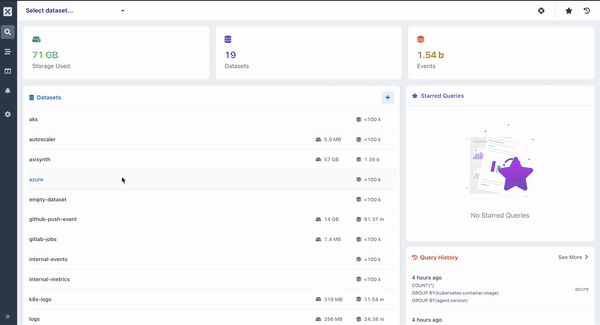 Select dataset...
71 GB
Storage Used
19
Datasets
1.54 b
Events
Datasets
+
aks
<100 k
autoscaler
5.0 MB
<100 k
axisynth
57 GB
1.39 b
azure
<100 k
empty-dataset
<100 k
github-push-event
14 GB
91.37 m
gitlab-jobs
1.4 MB
<100 k
internal-events
<100 k
internal-metrics
<100 k
k8s-logs
319 MB
11.54 m
logs
256 MB
24.38 m
Starred Queries
No Starred Queries
Query History
See More
4 hours ago
COUNT(*)
GROUP BY(kubernetes.container.image)
GROUP BY(agent.version)
azure
4 hours ago